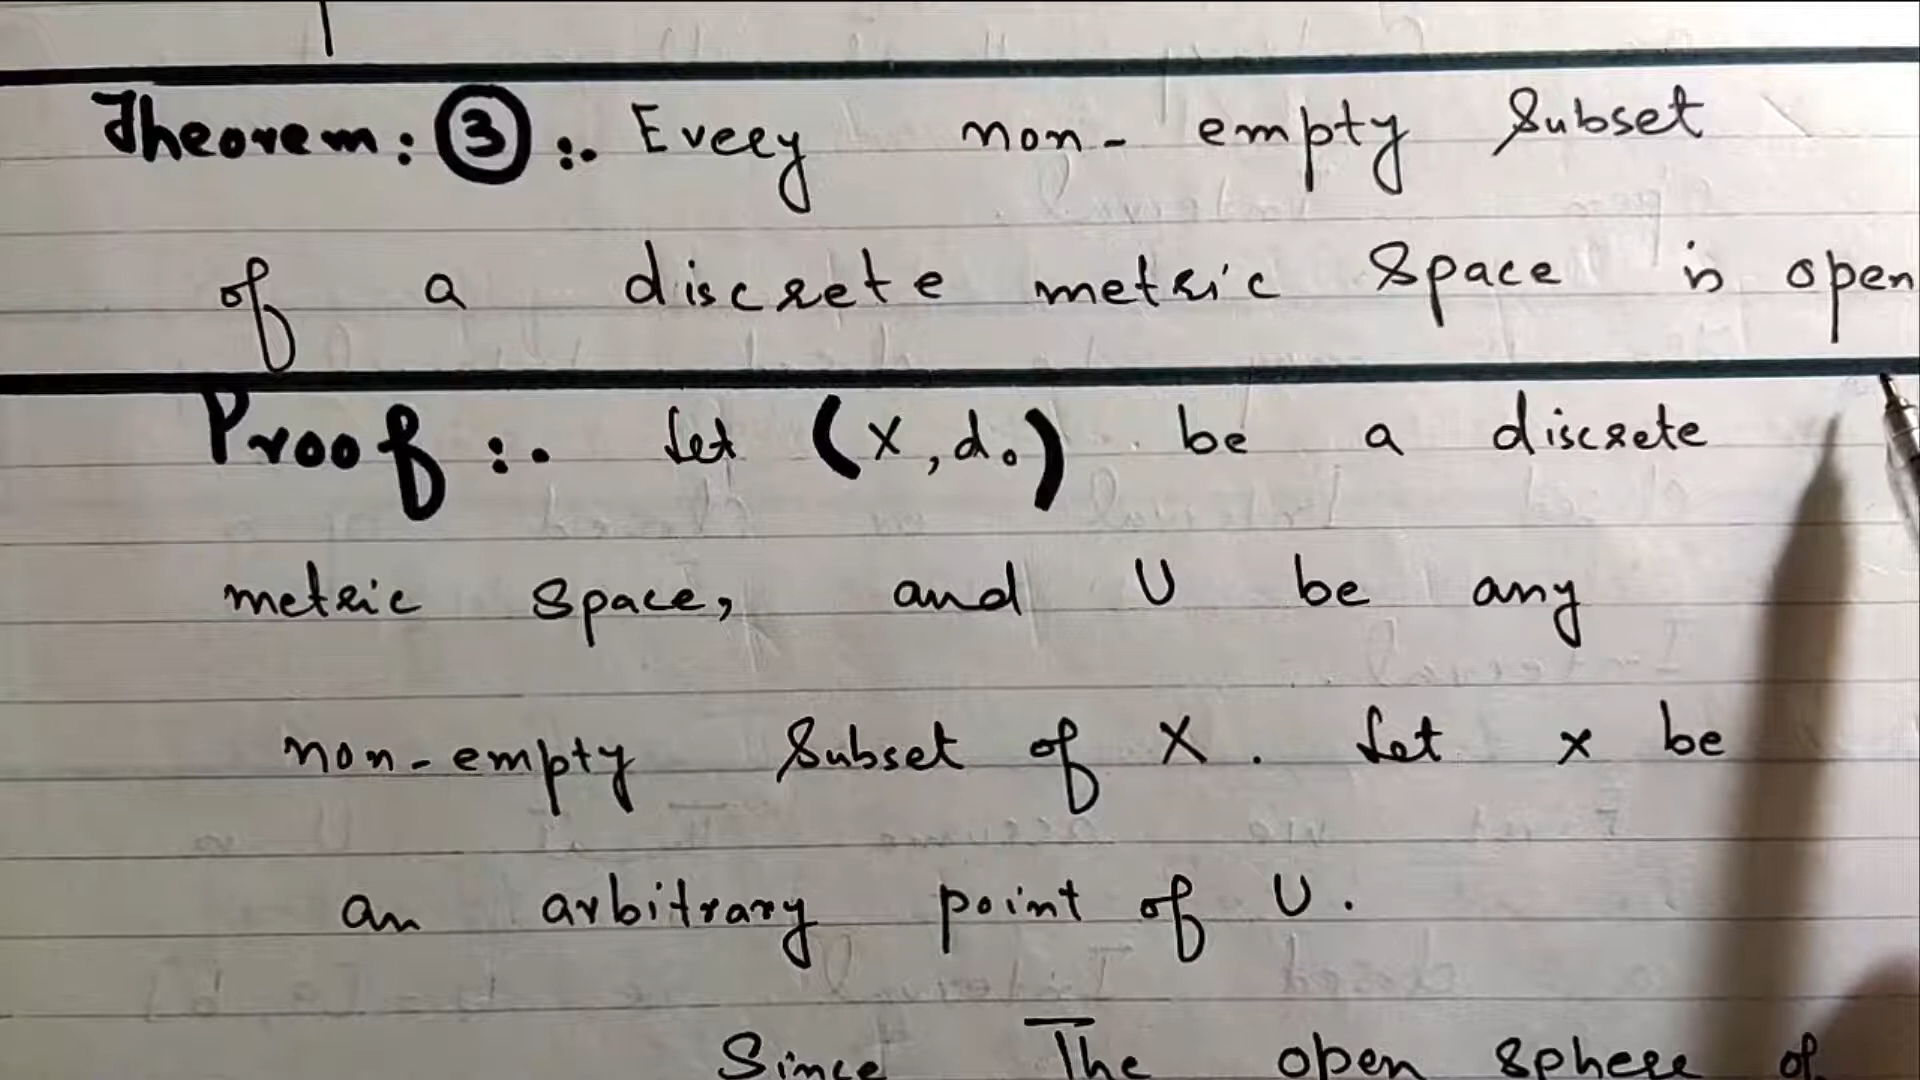 Theorem: ③ :. Every non-empty Subset
of a discrete metric Space is open
Proof :. Let (X, d₀) be a discrete
metric Space, and U be any
non-empty Subset of X. Let x be
an arbitrary point of U.
Since The open sphere of